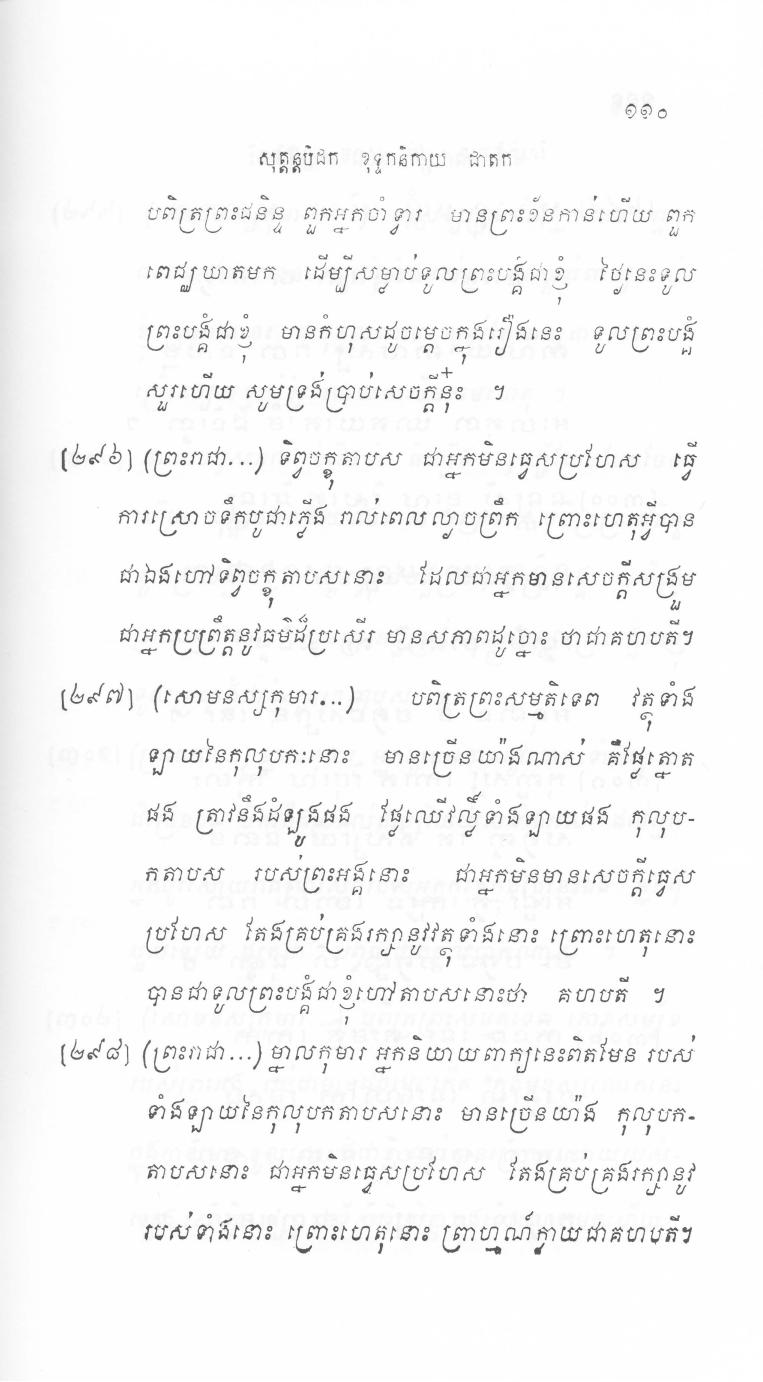 ១១០
សុត្តន្តបិដក ខុទ្ទកនិកាយ ជាតក
បពិត្រព្រះជនិន្ទ ពួកអ្នកចាំទ្វារ មានព្រះខ័នកាន់ហើយ ពួក
ពេជ្ឈឃាតមក ដើម្បីសម្លាប់ទូលព្រះបង្គំជាខ្ញុំ ថ្ងៃនេះទូល
ព្រះបង្គំជាខ្ញុំ មានកំហុសដូចម្តេចក្នុងរឿងនេះ ទូលព្រះបង្គំ
សួរហើយ សូមទ្រង់ប្រាប់សេចក្តីនុ៎ះ ។
[២៩៦] (ព្រះរាជា...) ទិព្វចក្ខុតាបស ជាអ្នកមិនធ្វេសប្រហែស ធ្វើ
ការស្រោចទឹកបូជាភ្លើង រាល់ពេលល្ងាចព្រឹក ព្រោះហេតុអ្វីបាន
ជាឯងហៅទិព្វចក្ខុតាបសនោះ ដែលជាអ្នកមានសេចក្តីសង្រួម
ជាអ្នកប្រព្រឹត្តនូវធម៌ដ៏ប្រសើរ មានសភាពដូច្នោះ ថាជាគហបតី។
[២៩៧] (សោមនស្សកុមារ...) បពិត្រព្រះសម្មតិទេព វត្ថុទាំង
ឡាយនៃកុលុបកៈនោះ មានច្រើនយ៉ាងណាស់ គឺផ្លែត្នោត
ផង ត្រាវនឹងដំឡូងផង ផ្លែឈើវល្លិ៍ទាំងឡាយផង កុលុប-
កតាបស របស់ព្រះអង្គនោះ ជាអ្នកមិនមានសេចក្តីធ្វេស
ប្រហែស តែងគ្រប់គ្រងរក្សានូវវត្ថុទាំងនោះ ព្រោះហេតុនោះ
បានជាទូលព្រះបង្គំជាខ្ញុំហៅតាបសនោះថា គហបតី ។
[២៩៨] (ព្រះរាជា...) ម្នាលកុមារ អ្នកនិយាយពាក្យនេះពិតមែន របស់
ទាំងឡាយនៃកុលុបកតាបសនោះ មានច្រើនយ៉ាង កុលុបក-
តាបសនោះ ជាអ្នកមិនធ្វេសប្រហែស តែងគ្រប់គ្រងរក្សានូវ
របស់ទាំងនោះ ព្រោះហេតុនោះ ព្រាហ្មណ៍ក្លាយជាគហបតី។